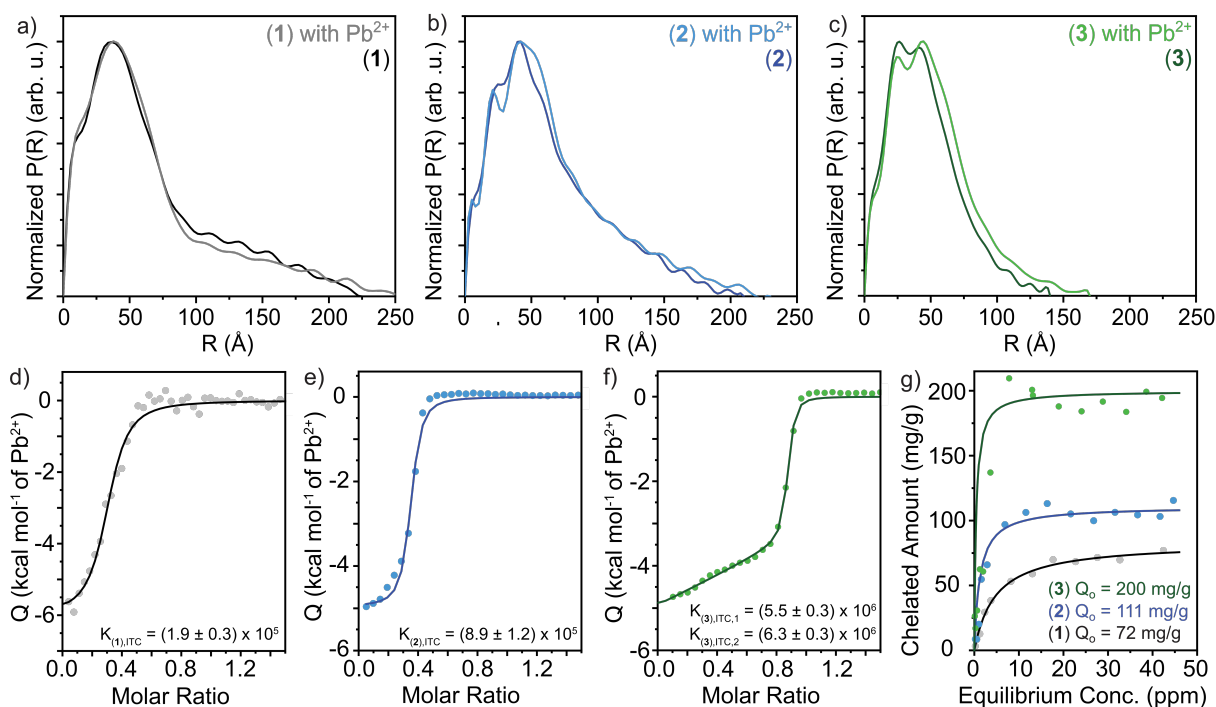 a)
(1) with Pb²⁺
(1)
Normalized P(R) (arb. u.)
0 50 100 150 200 250
R (Å)
b)
(2) with Pb²⁺
(2)
Normalized P(R) (arb .u.)
0 50 100 150 200 250
R (Å)
c)
(3) with Pb²⁺
(3)
Normalized P(R) (arb. u.)
0 50 100 150 200 250
R (Å)
d)
Q (kcal mol⁻¹ of Pb²⁺)
0
-2
-4
-6
K(1),ITC = (1.9 ± 0.3) x 10⁵
0.0 0.4 0.8 1.2
Molar Ratio
e)
Q (kcal mol⁻¹ of Pb²⁺)
0
-2
-4
-6
K(2),ITC = (8.9 ± 1.2) x 10⁵
0.0 0.4 0.8 1.2
Molar Ratio
f)
Q (kcal mol⁻¹ of Pb²⁺)
0
-2
-4
-6
K(3),ITC,1 = (5.5 ± 0.3) x 10⁶
K(3),ITC,2 = (6.3 ± 0.3) x 10⁶
0.0 0.4 0.8 1.2
Molar Ratio
g)
Chelated Amount (mg/g)
200
150
100
50
0
(3) Qₒ = 200 mg/g
(2) Qₒ = 111 mg/g
(1) Qₒ = 72 mg/g
0 10 20 30 40 50
Equilibrium Conc. (ppm)